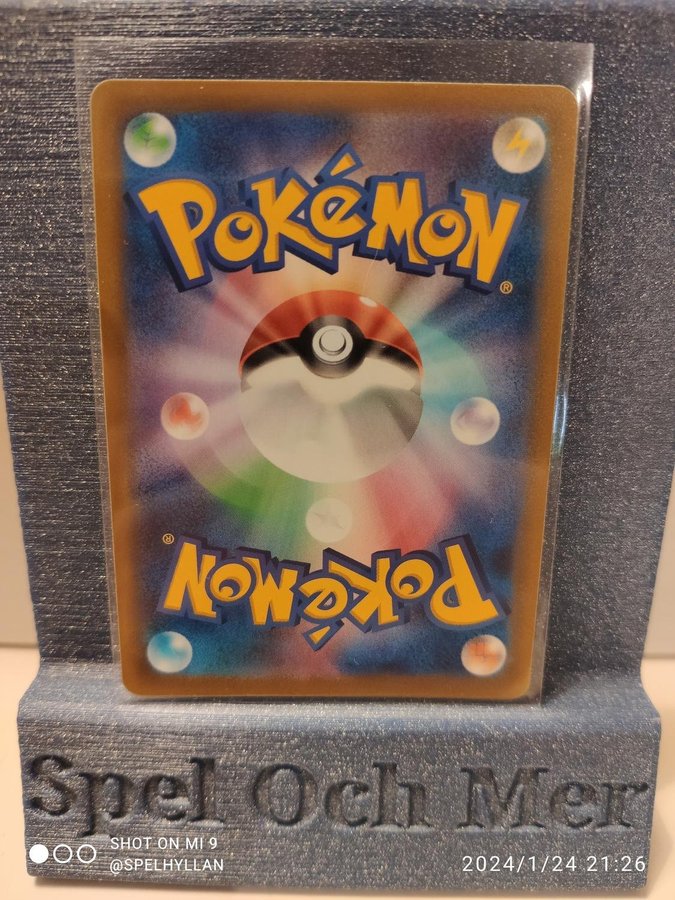 POKéMON
®
®
POKéMON
Spel Och Mer
SHOT ON MI 9
@SPELHYLLAN
2024/1/24 21:26